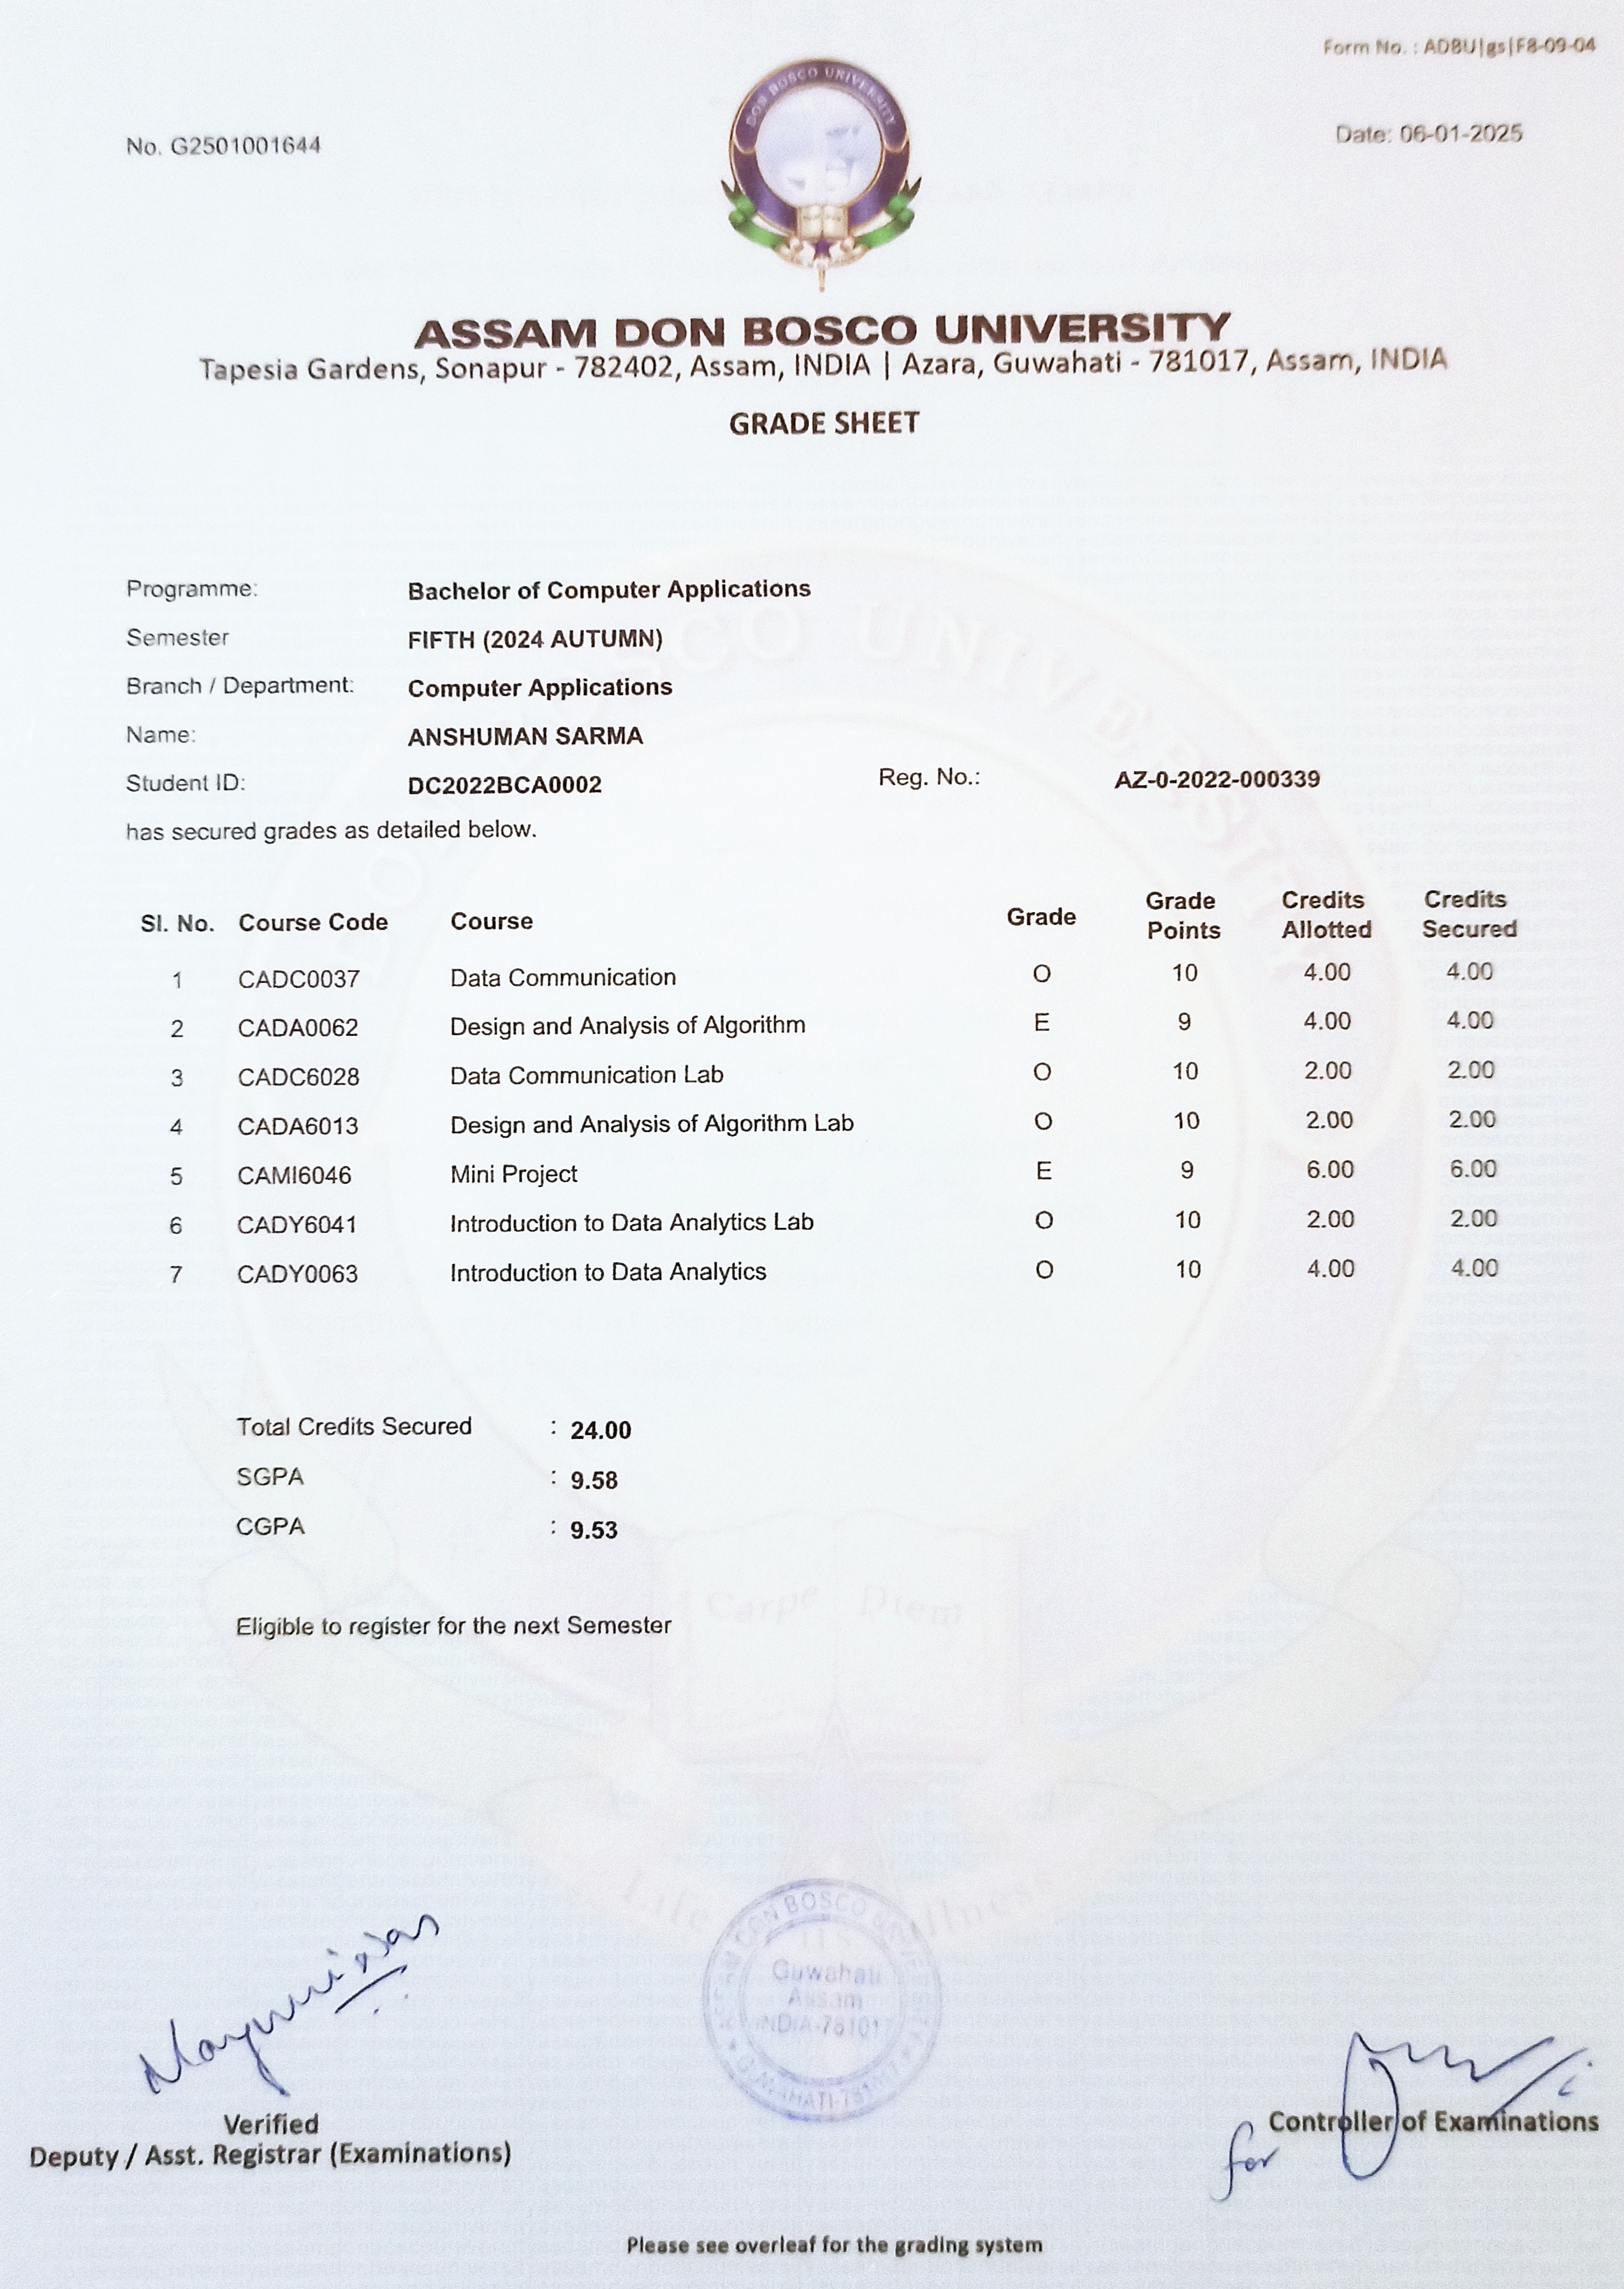 Form No. : ADBU|gs|F8-09-04
DON BOSCO UNIVERSITY
No. G2501001644
Date: 06-01-2025
ASSAM DON BOSCO UNIVERSITY
Tapesia Gardens, Sonapur - 782402, Assam, INDIA | Azara, Guwahati - 781017, Assam, INDIA
GRADE SHEET
Programme: Bachelor of Computer Applications
Semester FIFTH (2024 AUTUMN)
Branch / Department: Computer Applications
Name: ANSHUMAN SARMA
Student ID: DC2022BCA0002 Reg. No.: AZ-0-2022-000339
has secured grades as detailed below.
Sl. No. Course Code Course Grade Grade Points Credits Allotted Credits Secured
1 CADC0037 Data Communication O 10 4.00 4.00
2 CADA0062 Design and Analysis of Algorithm E 9 4.00 4.00
3 CADC6028 Data Communication Lab O 10 2.00 2.00
4 CADA6013 Design and Analysis of Algorithm Lab O 10 2.00 2.00
5 CAMI6046 Mini Project E 9 6.00 6.00
6 CADY6041 Introduction to Data Analytics Lab O 10 2.00 2.00
7 CADY0063 Introduction to Data Analytics O 10 4.00 4.00
Total Credits Secured : 24.00
SGPA : 9.58
CGPA : 9.53
Carpe Diem
Eligible to register for the next Semester
DON BOSCO
Guwahati
Assam
Verified
Deputy / Asst. Registrar (Examinations)
for Controller of Examinations
Please see overleaf for the grading system